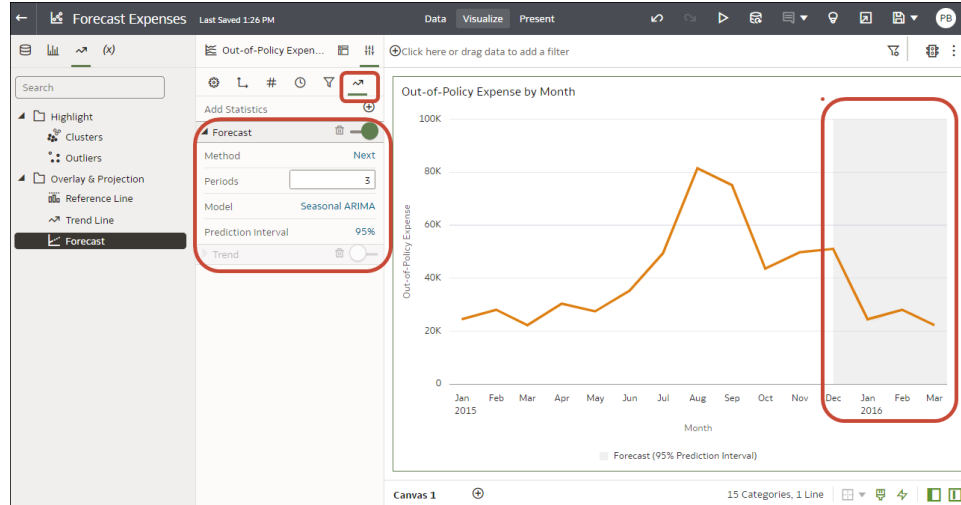 Forecast Expenses Last Saved 1:26 PM
Data Visualize Present
PB
(x)
Search
Highlight
Clusters
Outliers
Overlay & Projection
Reference Line
Trend Line
Forecast
Out-of-Policy Expen...
#
Add Statistics
Forecast
Method Next
Periods 3
Model Seasonal ARIMA
Prediction Interval 95%
Trend
Click here or drag data to add a filter
Out-of-Policy Expense by Month
100K
80K
60K
40K
20K
0
Out-of-Policy Expense
Jan Feb Mar Apr May Jun Jul Aug Sep Oct Nov Dec Jan Feb Mar
2015 2016
Month
Forecast (95% Prediction Interval)
Canvas 1
15 Categories, 1 Line